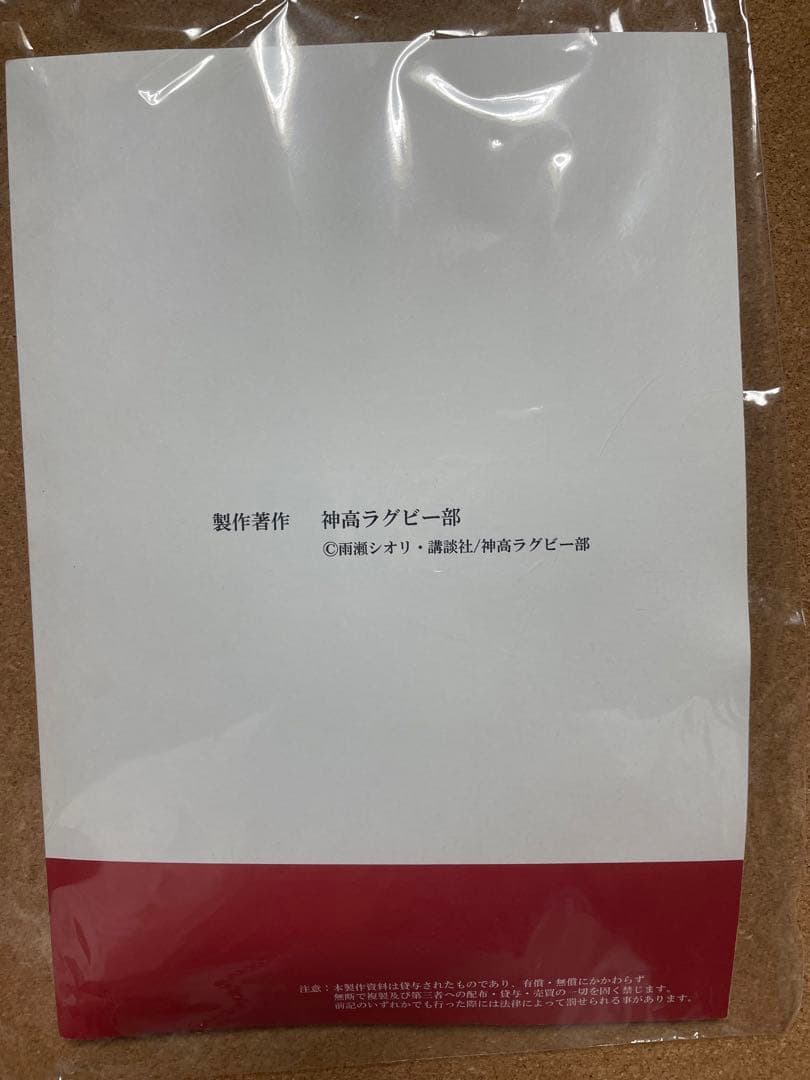 製作著作　神高ラグビー部
©雨瀬シオリ・講談社/神高ラグビー部
注意：本製作資料は貸与されたものであり、有償・無償にかかわらず
無断で複製及び第三者への配布・貸与・売買の一切を固く禁じます。
前記のいずれかでも行った際には法律によって罰せられる事があります。